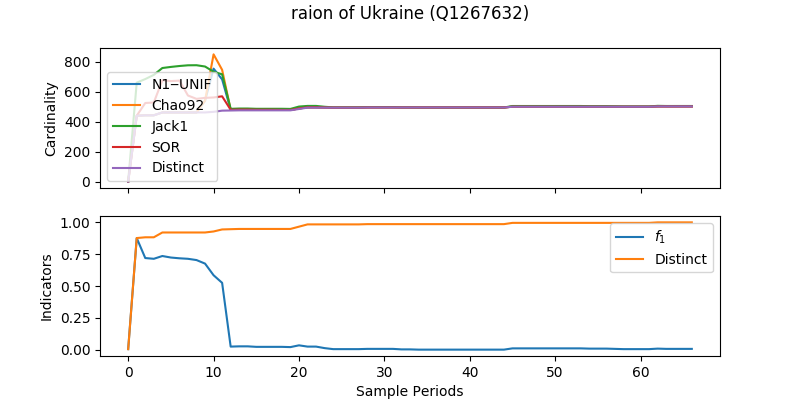 raion of Ukraine (Q1267632)
Cardinality
800
600
400
200
0
N1−UNIF
Chao92
Jack1
SOR
Distinct
Indicators
1.00
0.75
0.50
0.25
0.00
f1
Distinct
0 10 20 30 40 50 60
Sample Periods